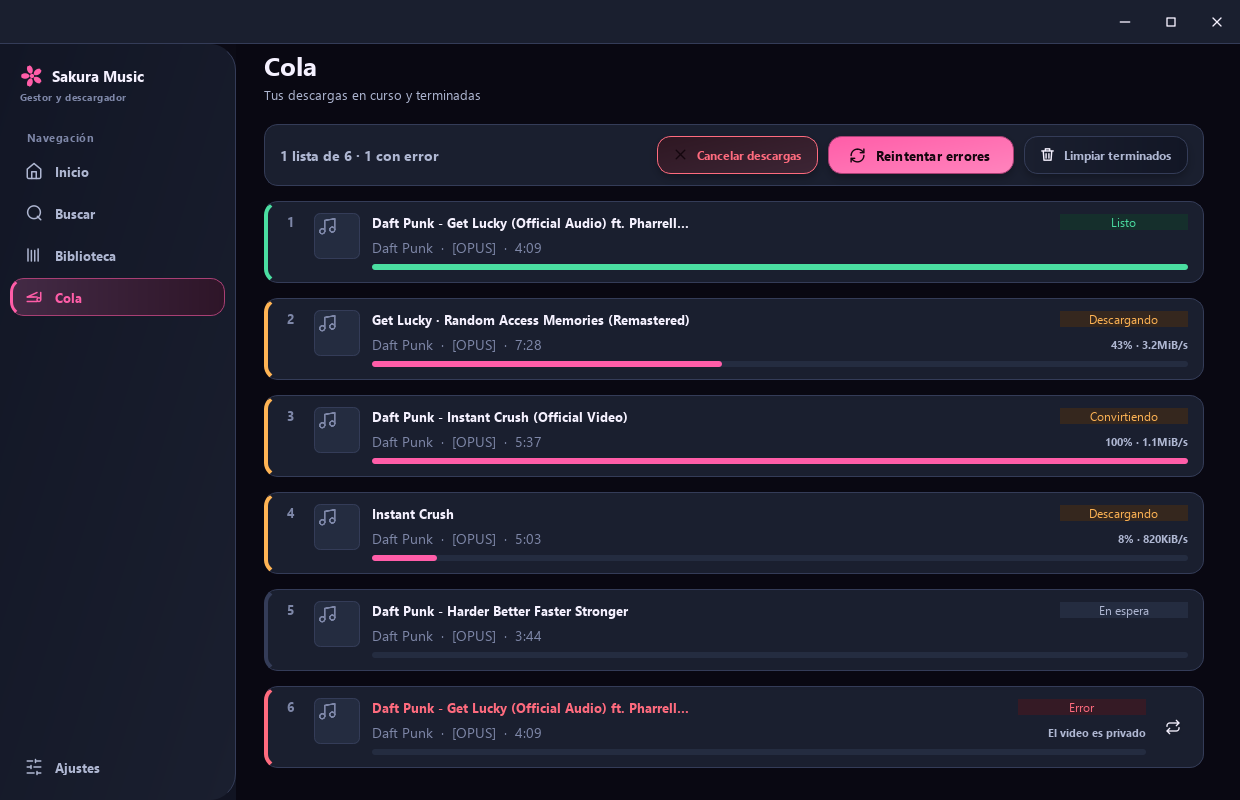 Sakura Music
Gestor y descargador
Navegación
Inicio
Buscar
Biblioteca
Cola
Ajustes
Cola
Tus descargas en curso y terminadas
1 lista de 6 · 1 con error
Cancelar descargas
Reintentar errores
Limpiar terminados
1
Daft Punk - Get Lucky (Official Audio) ft. Pharrell...
Listo
Daft Punk · [OPUS] · 4:09
2
Get Lucky · Random Access Memories (Remastered)
Descargando
Daft Punk · [OPUS] · 7:28
43% · 3.2MiB/s
3
Daft Punk - Instant Crush (Official Video)
Convirtiendo
Daft Punk · [OPUS] · 5:37
100% · 1.1MiB/s
4
Instant Crush
Descargando
Daft Punk · [OPUS] · 5:03
8% · 820KiB/s
5
Daft Punk - Harder Better Faster Stronger
En espera
Daft Punk · [OPUS] · 3:44
6
Daft Punk - Get Lucky (Official Audio) ft. Pharrell...
Error
Daft Punk · [OPUS] · 4:09
El video es privado